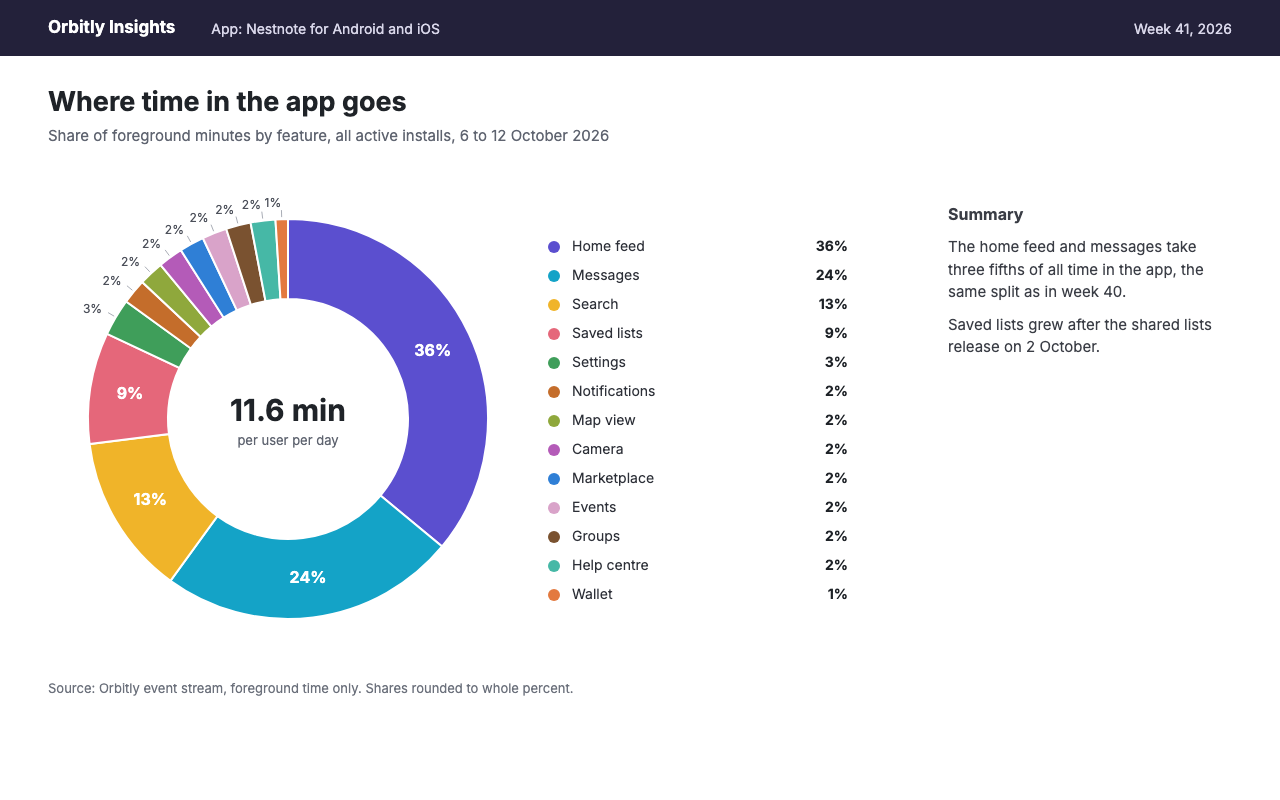 Orbitly Insights
App: Nestnote for Android and iOS
Week 41, 2026
Where time in the app goes
Share of foreground minutes by feature, all active installs, 6 to 12 October 2026
36%
24%
13%
9%
3%
2%
2%
2%
2%
2%
2%
2%
1%
11.6 min
per user per day
Home feed 36%
Messages 24%
Search 13%
Saved lists 9%
Settings 3%
Notifications 2%
Map view 2%
Camera 2%
Marketplace 2%
Events 2%
Groups 2%
Help centre 2%
Wallet 1%
Summary
The home feed and messages take
three fifths of all time in the app, the
same split as in week 40.
Saved lists grew after the shared lists
release on 2 October.
Source: Orbitly event stream, foreground time only. Shares rounded to whole percent.